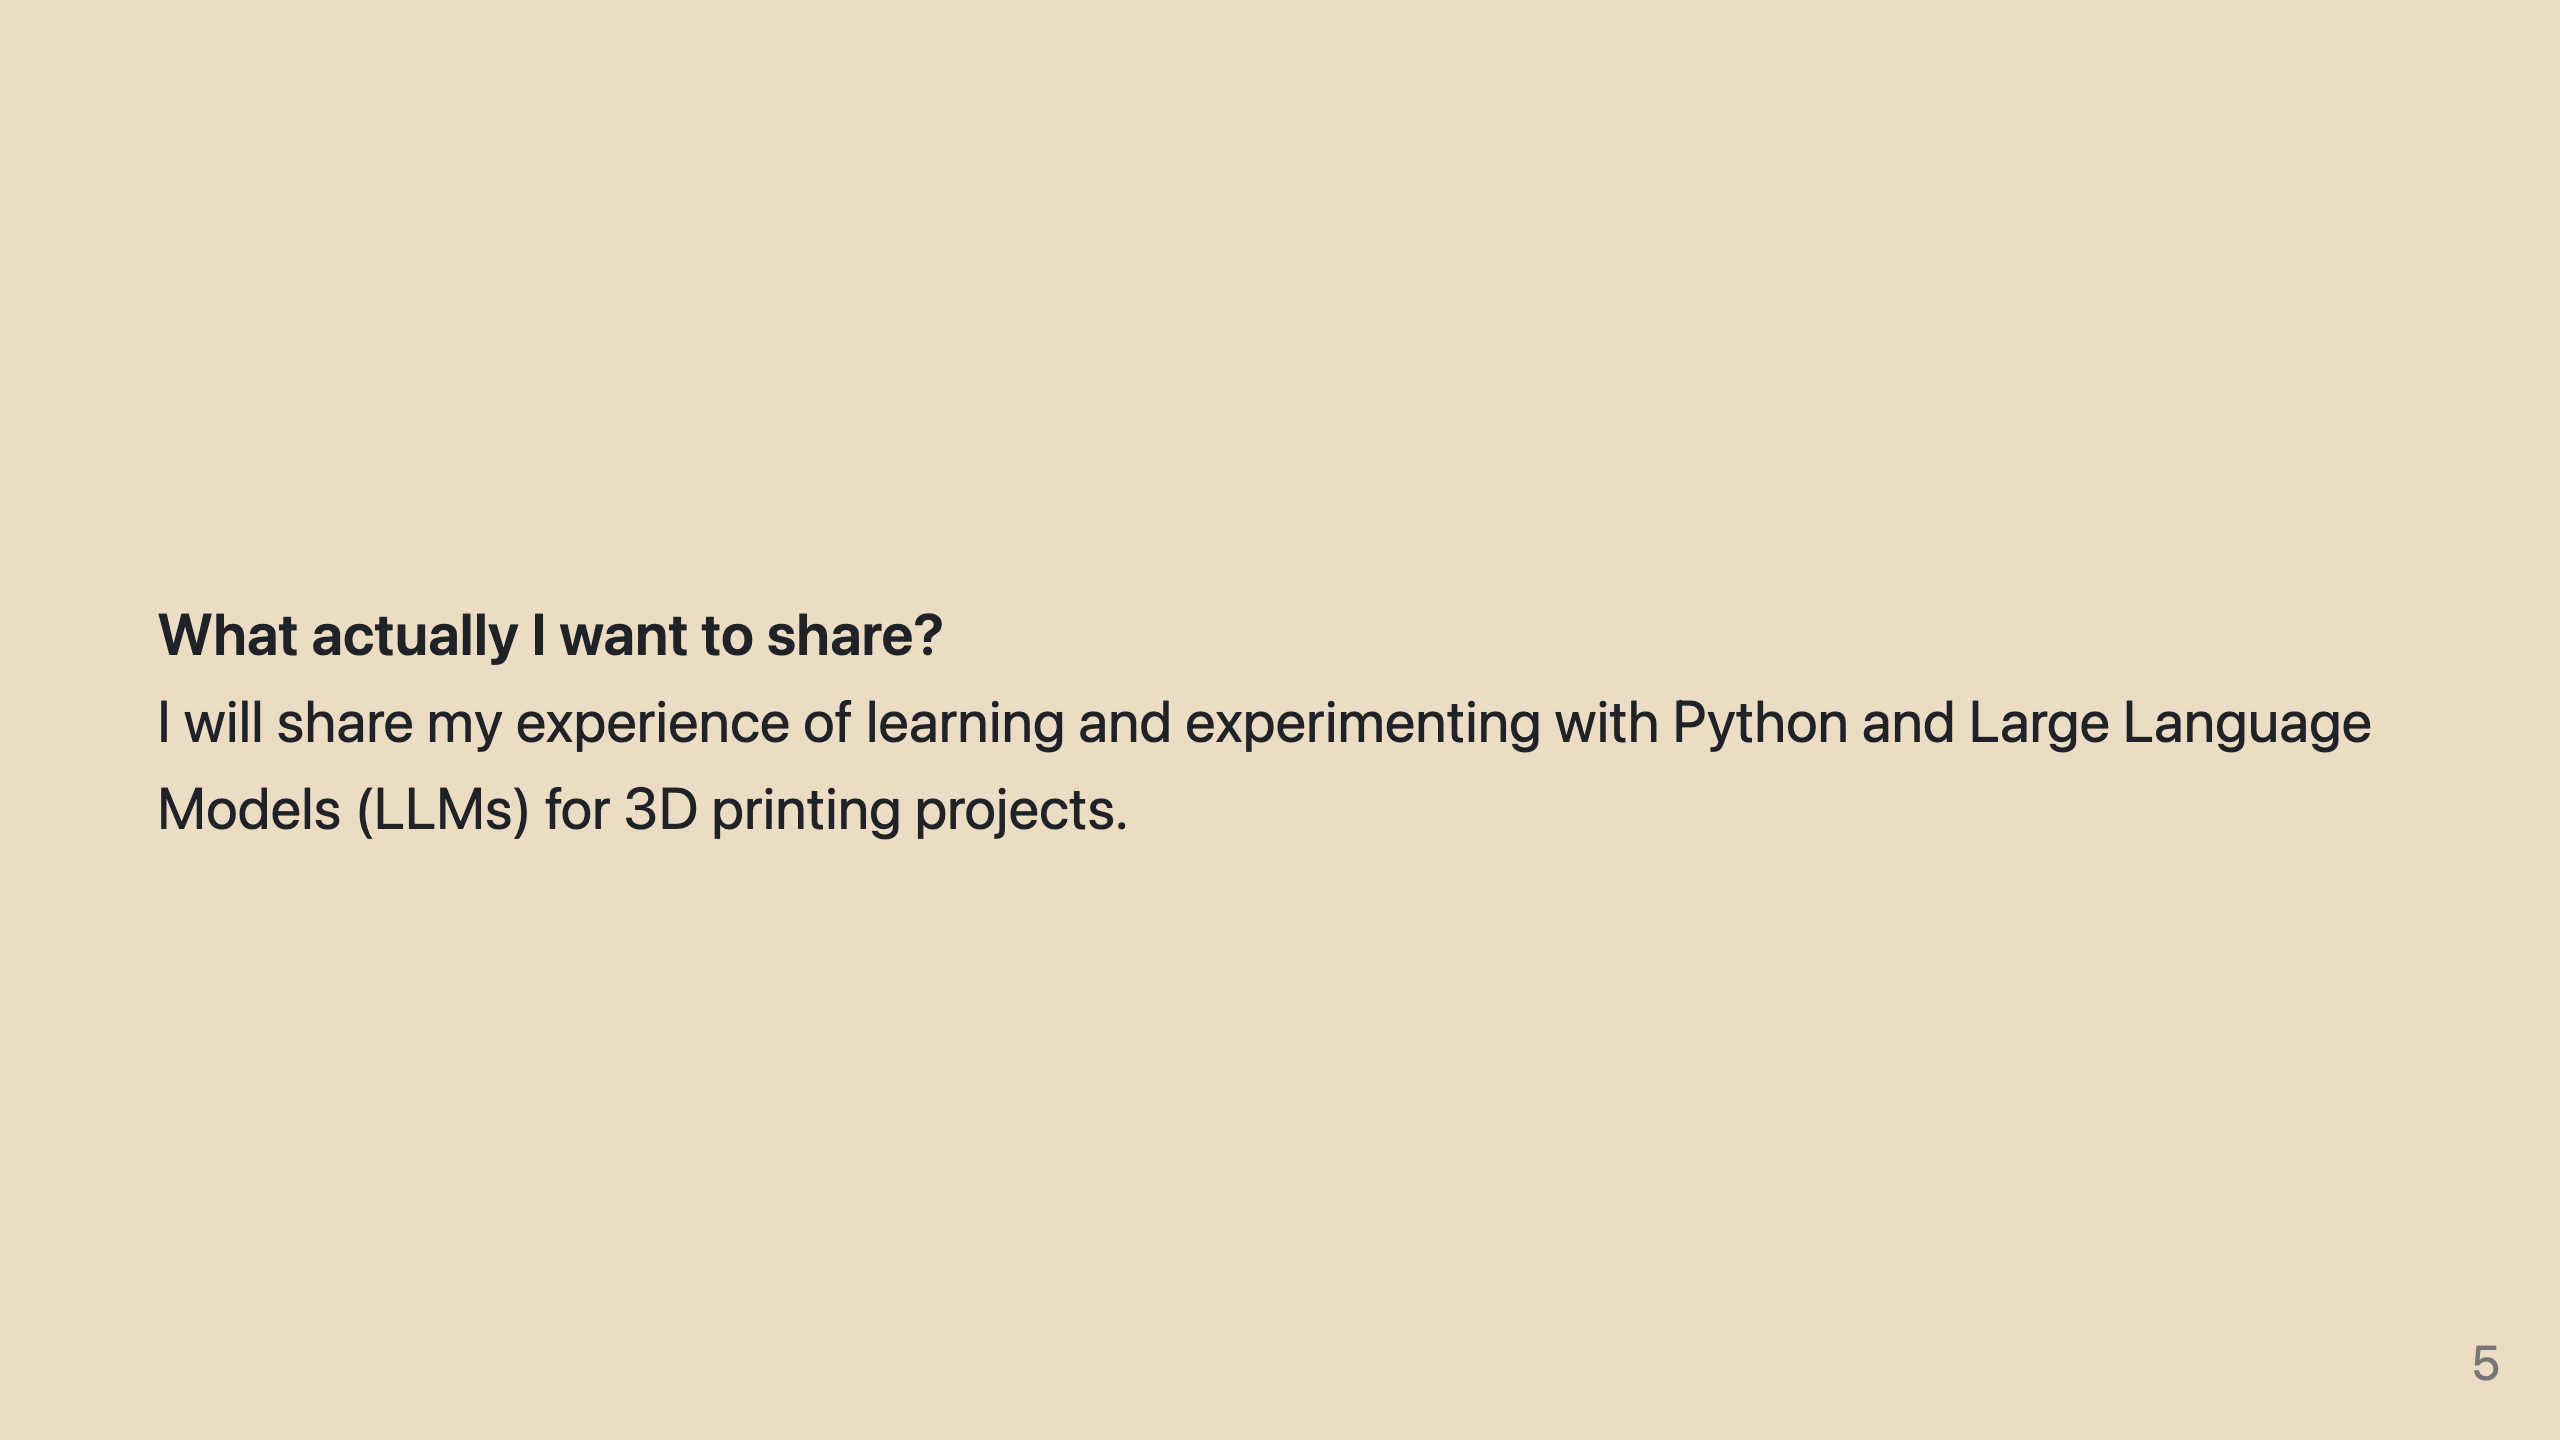 What actually I want to share?
I will share my experience of learning and experimenting with Python and Large Language
Models (LLMs) for 3D printing projects.
5